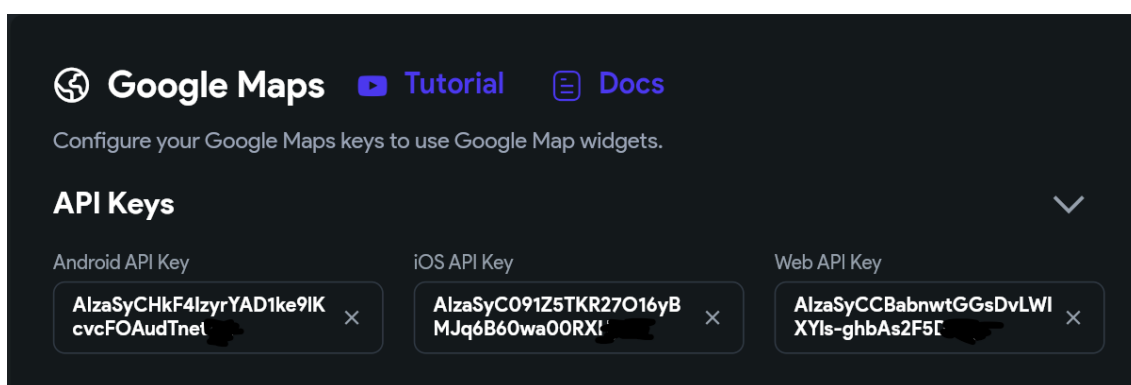 Google Maps
Tutorial
Docs
Configure your Google Maps keys to use Google Map widgets.
API Keys
Android API Key
AIzaSyCHkF4IzyrYAD1ke9IK
cvcFOAudTne
iOS API Key
AIzaSyC091Z5TKR27O16yB
MJq6B60wa00RX
Web API Key
AIzaSyCCBabnwtGGsDvLWI
XYIs-ghbAs2F5